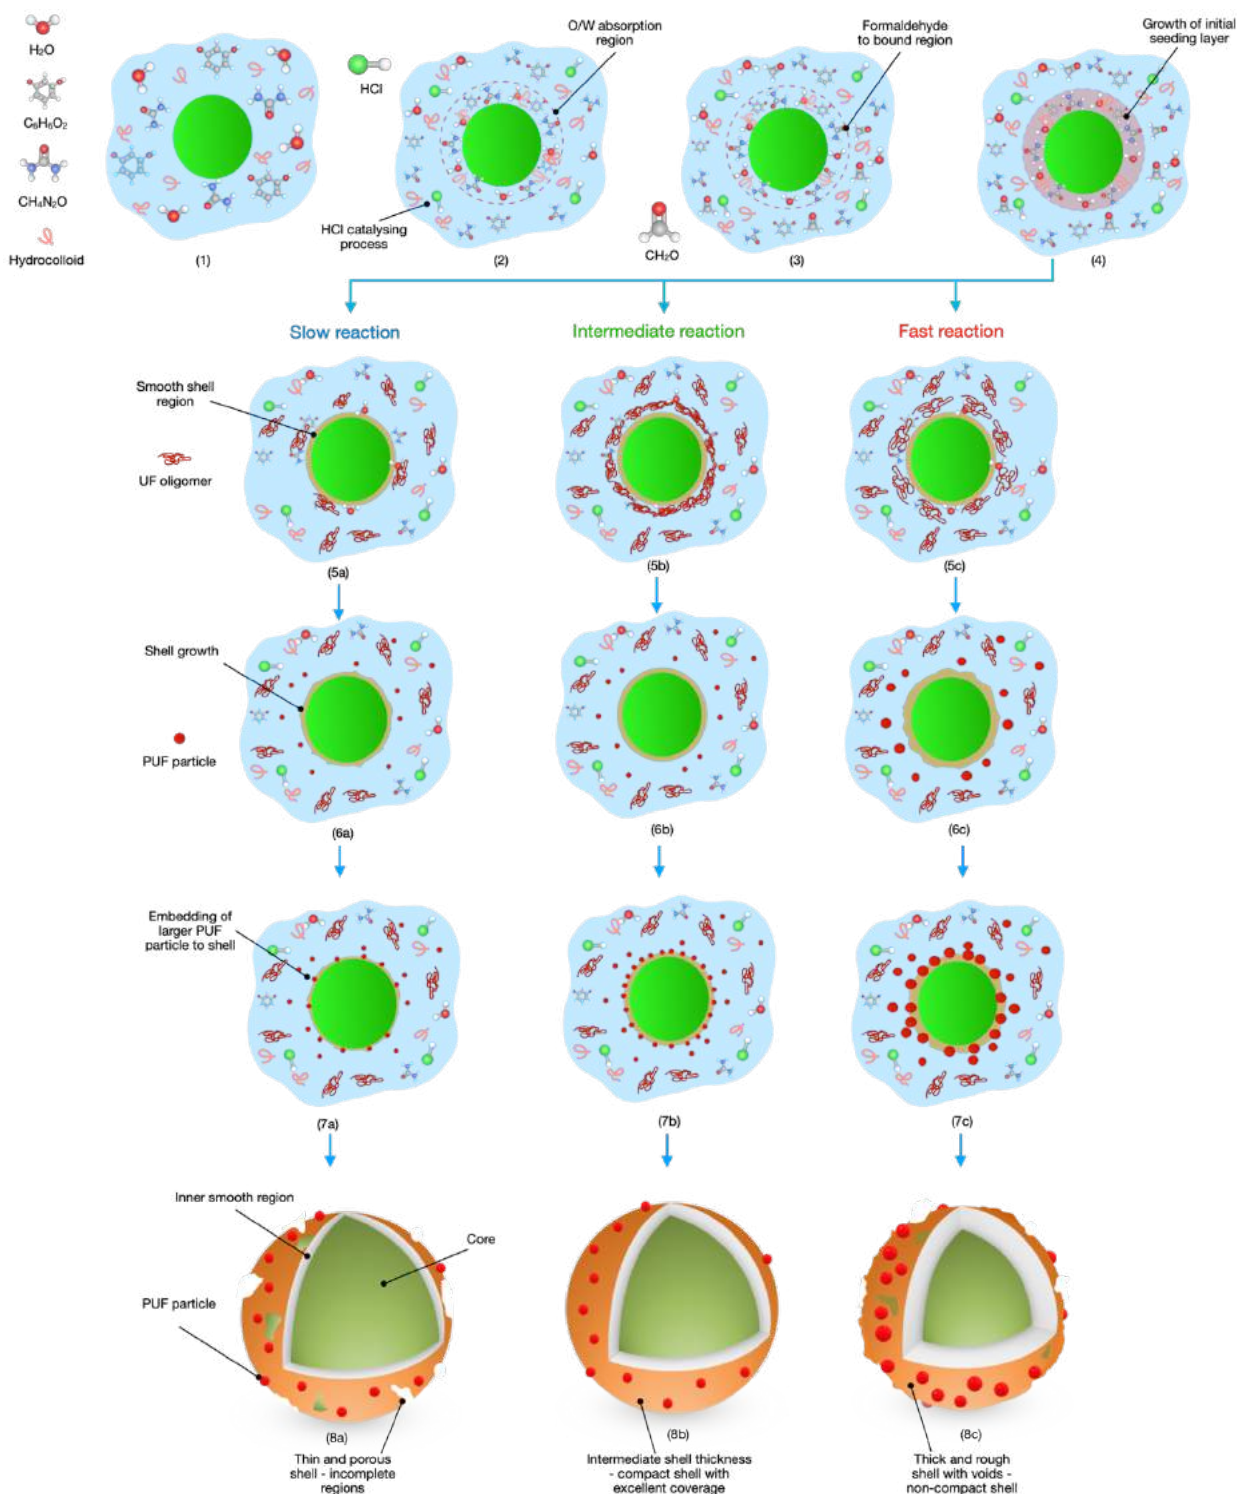 H₂O
C₆H₆O₂
CH₄N₂O
Hydrocolloid
(1)
HCl
O/W absorption
region
HCl catalysing
process
(2)
Formaldehyde
to bound region
CH₂O
(3)
Growth of initial
seeding layer
(4)
Slow reaction
Intermediate reaction
Fast reaction
Smooth shell
region
UF oligomer
(5a)
(5b)
(5c)
Shell growth
PUF particle
(6a)
(6b)
(6c)
Embedding of
larger PUF
particle to shell
(7a)
(7b)
(7c)
Inner smooth region
Core
PUF particle
(8a)
(8b)
(8c)
Thin and porous
shell - incomplete
regions
Intermediate shell thickness
- compact shell with
excellent coverage
Thick and rough
shell with voids -
non-compact shell